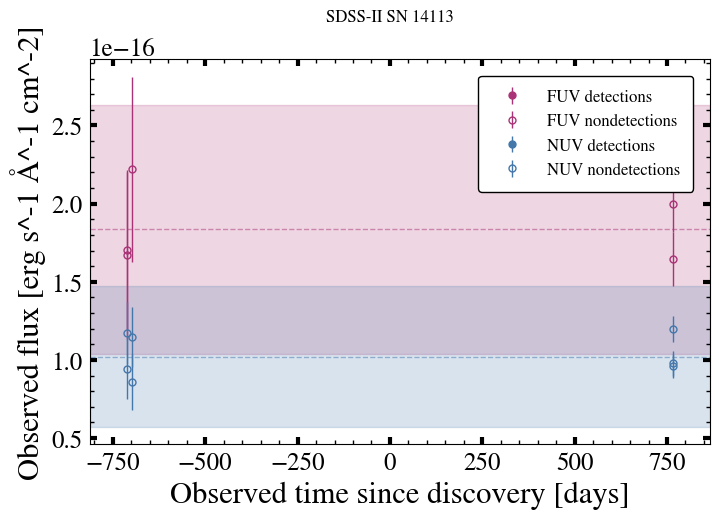 SDSS-II SN 14113
1e−16
Observed flux [erg s^-1 Å^-1 cm^-2]
2.5
2.0
1.5
1.0
0.5
FUV detections
FUV nondetections
NUV detections
NUV nondetections
−750 −500 −250 0 250 500 750
Observed time since discovery [days]